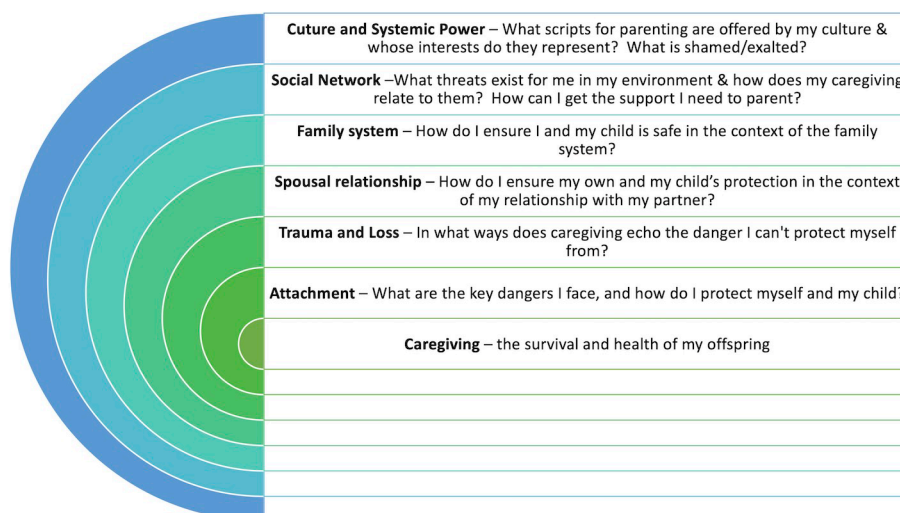 Cuture and Systemic Power – What scripts for parenting are offered by my culture &
whose interests do they represent? What is shamed/exalted?
Social Network –What threats exist for me in my environment & how does my caregiving
relate to them? How can I get the support I need to parent?
Family system – How do I ensure I and my child is safe in the context of the family
system?
Spousal relationship – How do I ensure my own and my child’s protection in the context
of my relationship with my partner?
Trauma and Loss – In what ways does caregiving echo the danger I can't protect myself
from?
Attachment – What are the key dangers I face, and how do I protect myself and my child?
Caregiving – the survival and health of my offspring